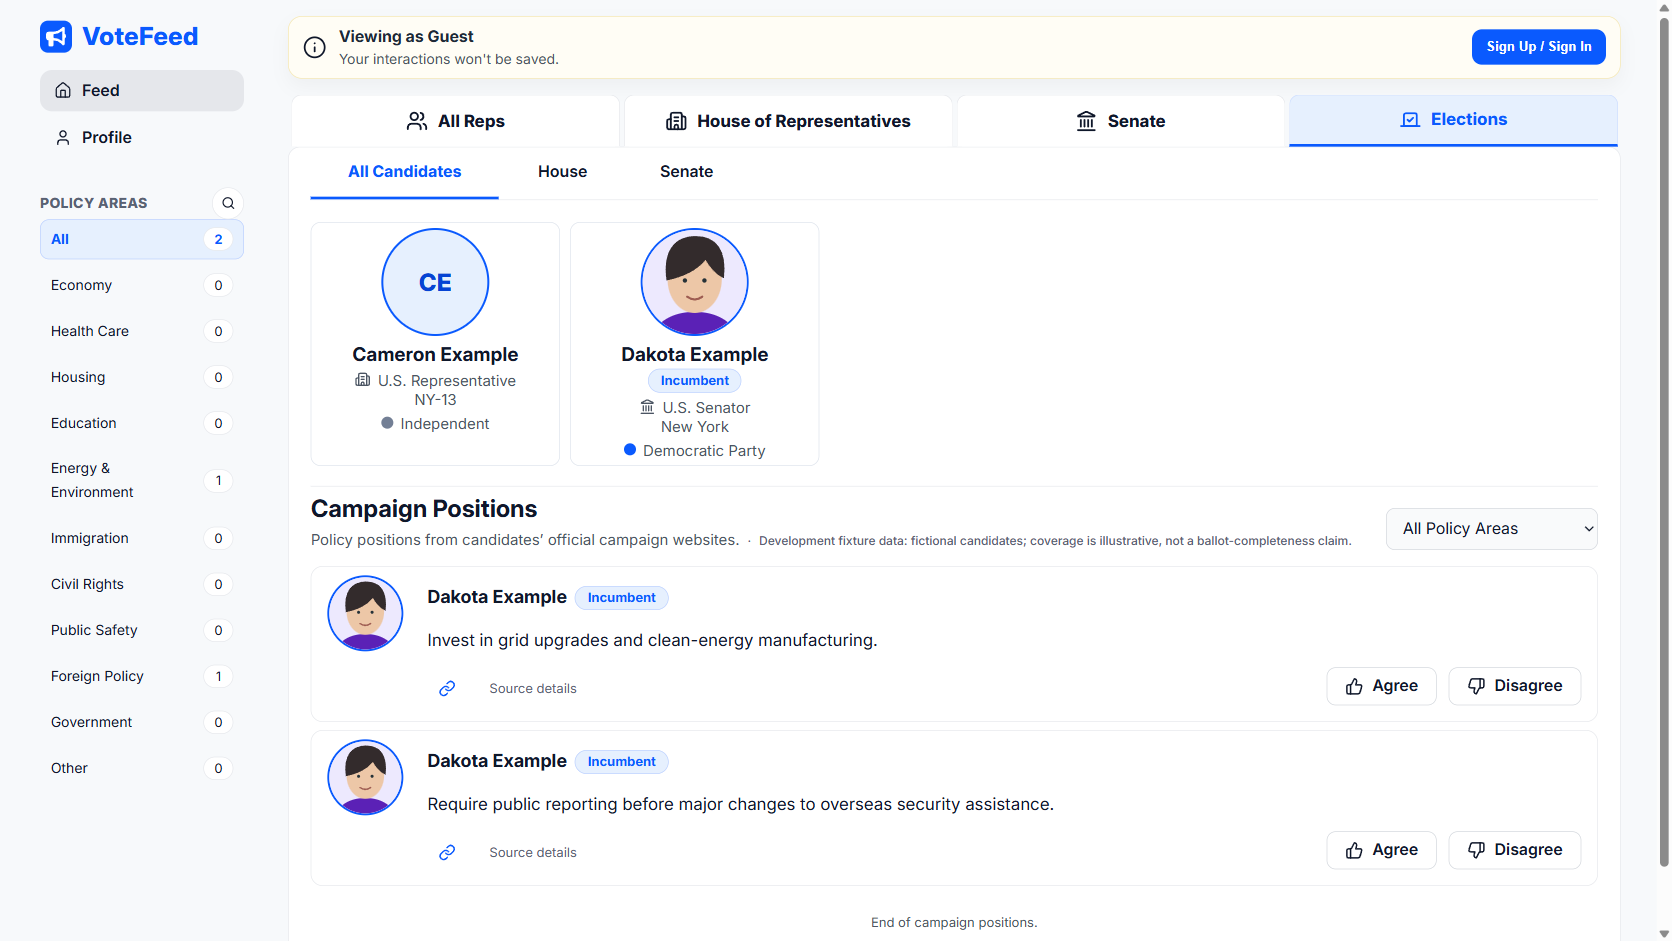 VoteFeed
Feed
Profile
POLICY AREAS
All 2
Economy 0
Health Care 0
Housing 0
Education 0
Energy &
Environment 1
Immigration 0
Civil Rights 0
Public Safety 0
Foreign Policy 1
Government 0
Other 0
Viewing as Guest
Your interactions won't be saved.
Sign Up / Sign In
All Reps House of Representatives Senate Elections
All Candidates House Senate
CE
Cameron Example
U.S. Representative
NY-13
Independent
Dakota Example
Incumbent
U.S. Senator
New York
Democratic Party
Campaign Positions
Policy positions from candidates’ official campaign websites. · Development fixture data: fictional candidates; coverage is illustrative, not a ballot-completeness claim.
All Policy Areas
Dakota Example Incumbent
Invest in grid upgrades and clean-energy manufacturing.
Source details Agree Disagree
Dakota Example Incumbent
Require public reporting before major changes to overseas security assistance.
Source details Agree Disagree
End of campaign positions.